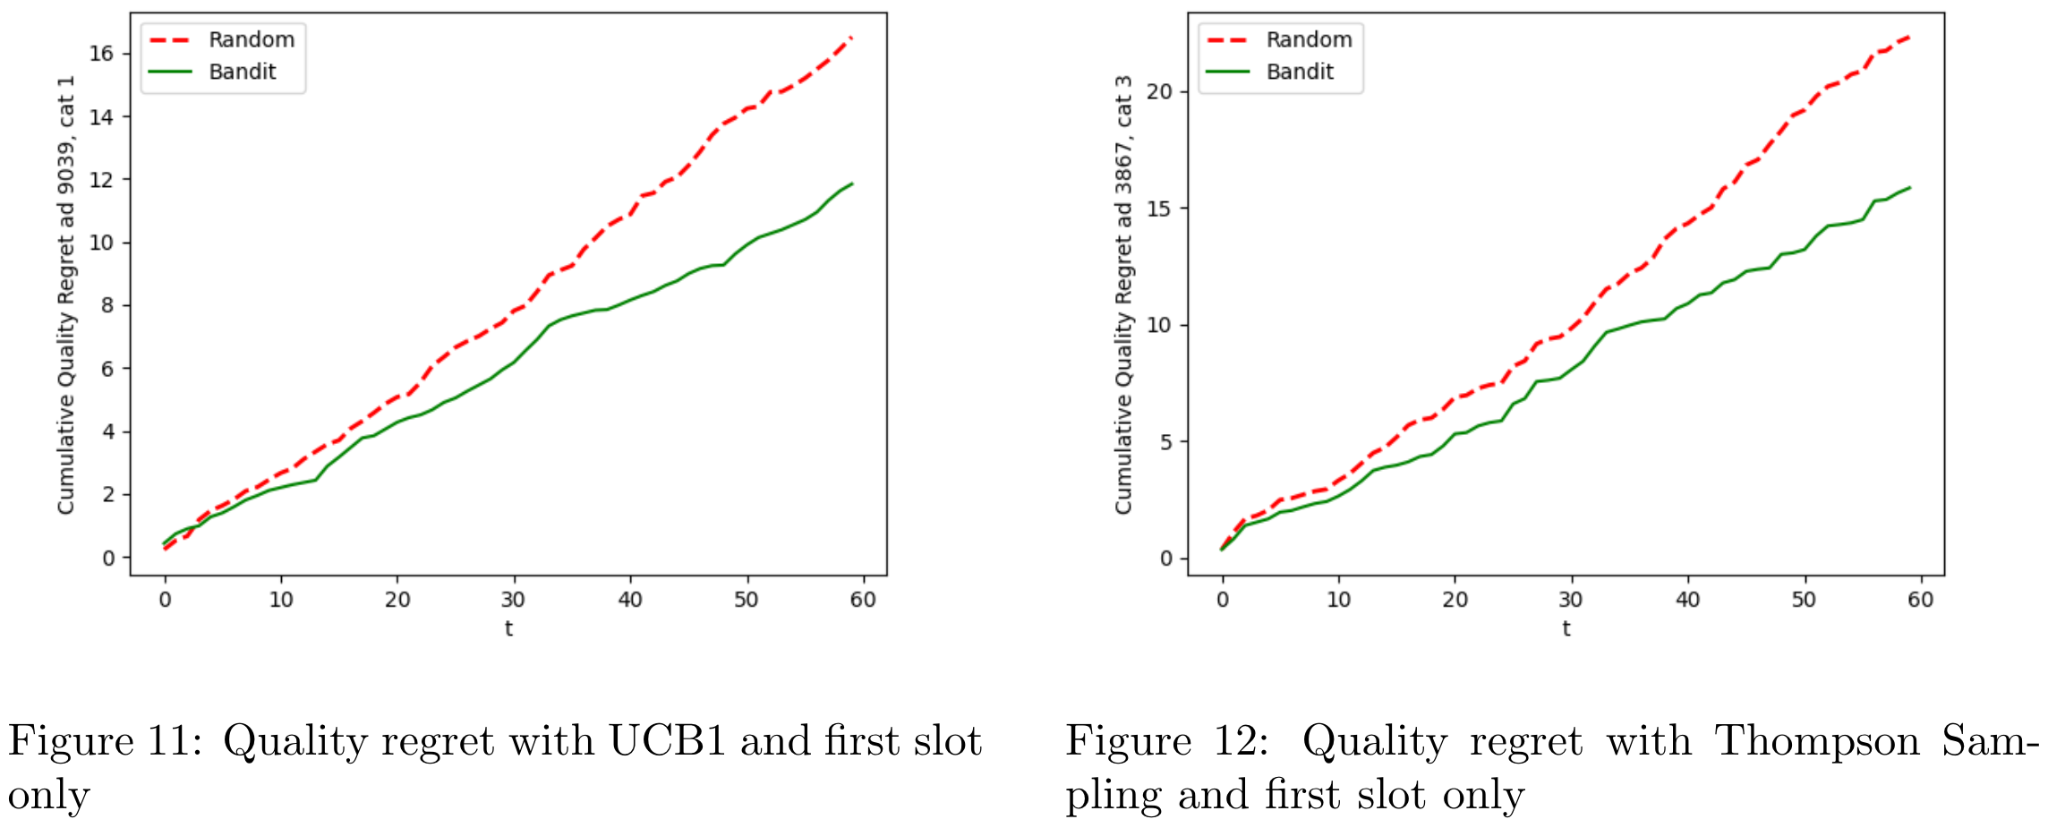 Random
Bandit
Cumulative Quality Regret ad 9039, cat 1
16
14
12
10
8
6
4
2
0
0 10 20 30 40 50 60
t
Figure 11: Quality regret with UCB1 and first slot
only
Random
Bandit
Cumulative Quality Regret ad 3867, cat 3
20
15
10
5
0
0 10 20 30 40 50 60
t
Figure 12: Quality regret with Thompson Sam-
pling and first slot only